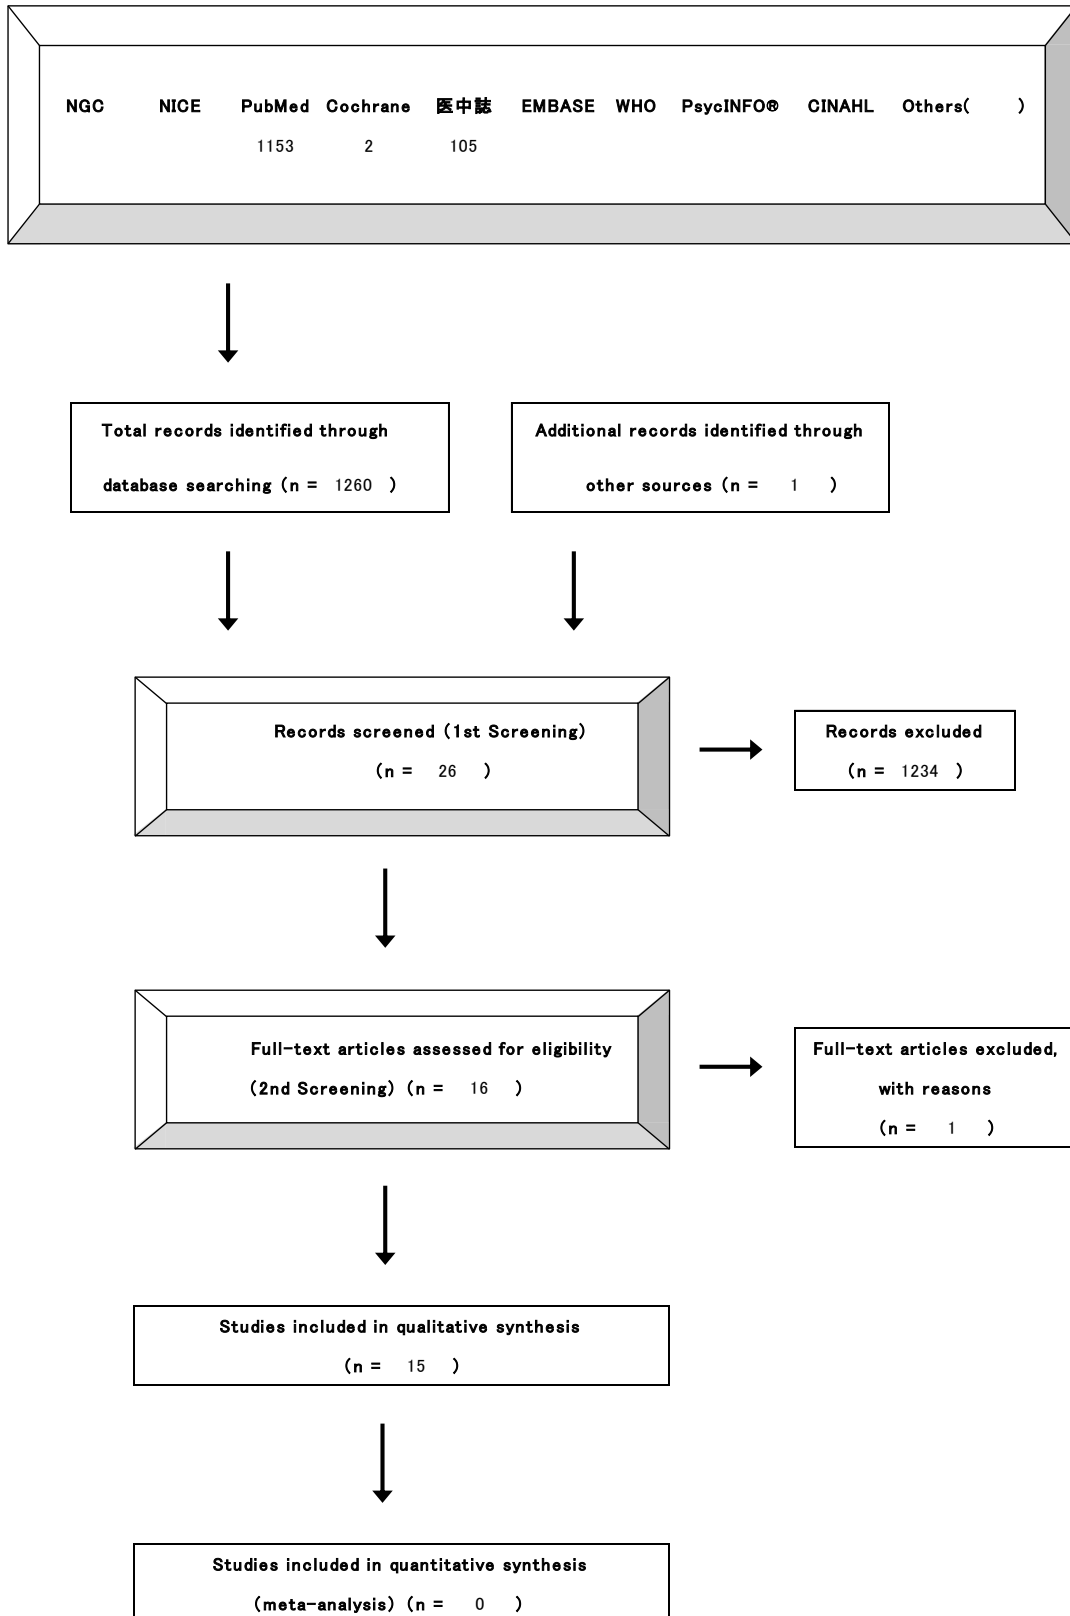 NGC NICE PubMed Cochrane 医中誌 EMBASE WHO PsycINFO® CINAHL Others( )
1153 2 105
Total records identified through
database searching (n = 1260 )
Additional records identified through
other sources (n = 1 )
Records screened (1st Screening)
(n = 26 )
Records excluded
(n = 1234 )
Full-text articles assessed for eligibility
(2nd Screening) (n = 16 )
Full-text articles excluded,
with reasons
(n = 1 )
Studies included in qualitative synthesis
(n = 15 )
Studies included in quantitative synthesis
(meta-analysis) (n = 0 )